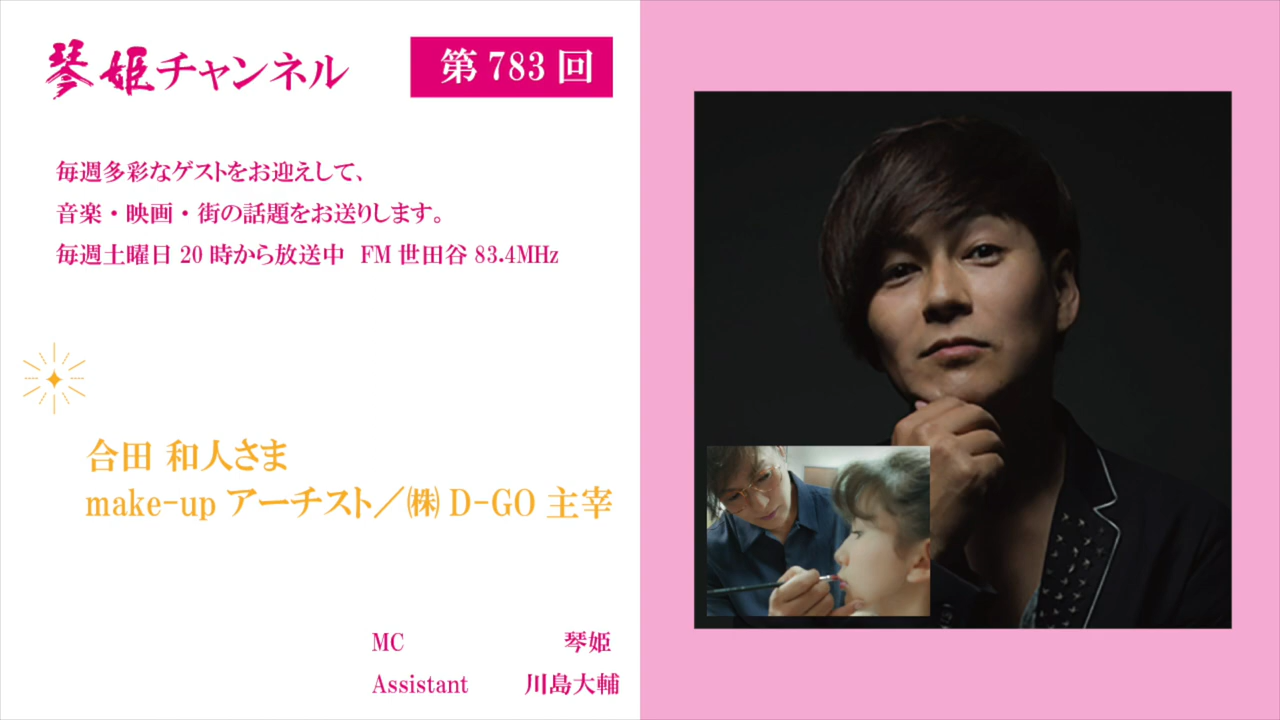 琴姫チャンネル
第783回
毎週多彩なゲストをお迎えして、
音楽・映画・街の話題をお送りします。
毎週土曜日 20 時から放送中 FM 世田谷 83.4MHz
合田 和人さま
make-up アーチスト／㈱ D-GO 主宰
MC 琴姫
Assistant 川島大輔